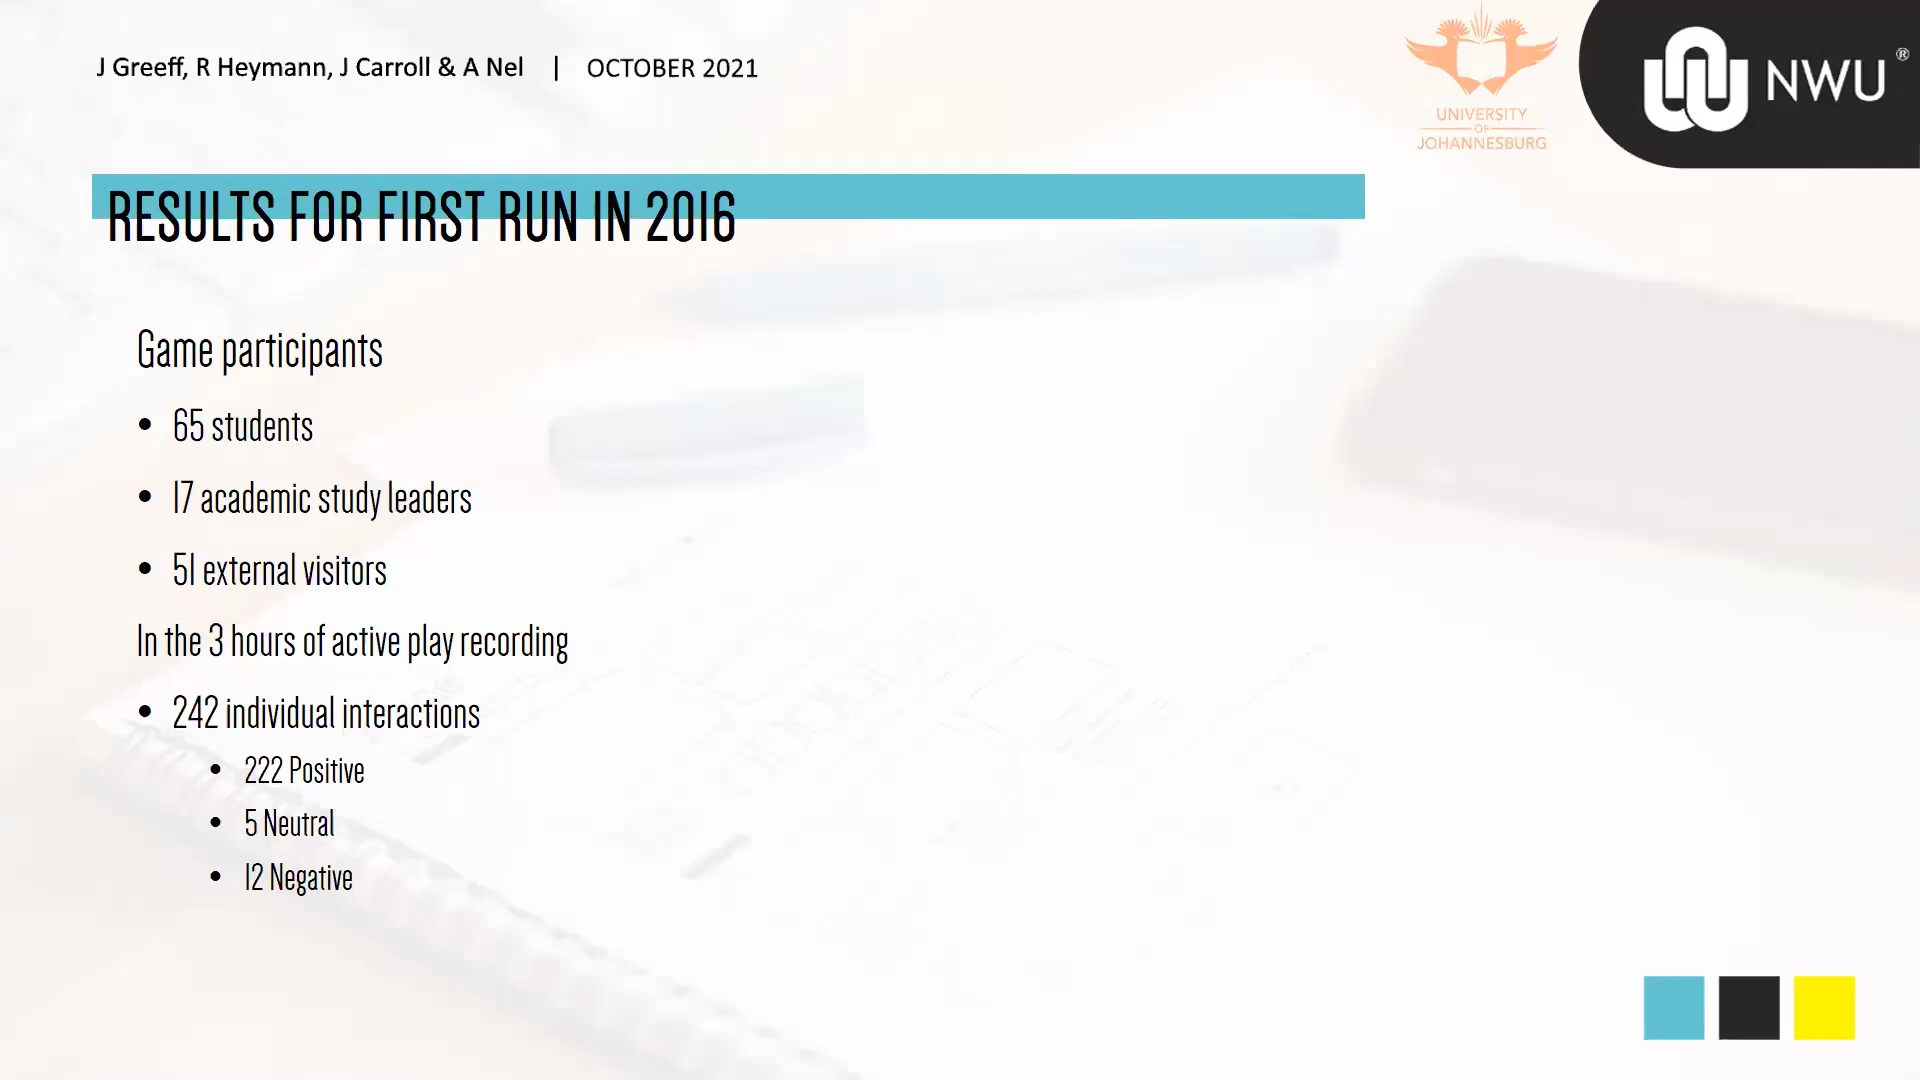 J Greeff, R Heymann, J Carroll & A Nel | OCTOBER 2021
UNIVERSITY
OF
JOHANNESBURG
NWU®
RESULTS FOR FIRST RUN IN 2016
Game participants
• 65 students
• 17 academic study leaders
• 51 external visitors
In the 3 hours of active play recording
• 242 individual interactions
• 222 Positive
• 5 Neutral
• 12 Negative